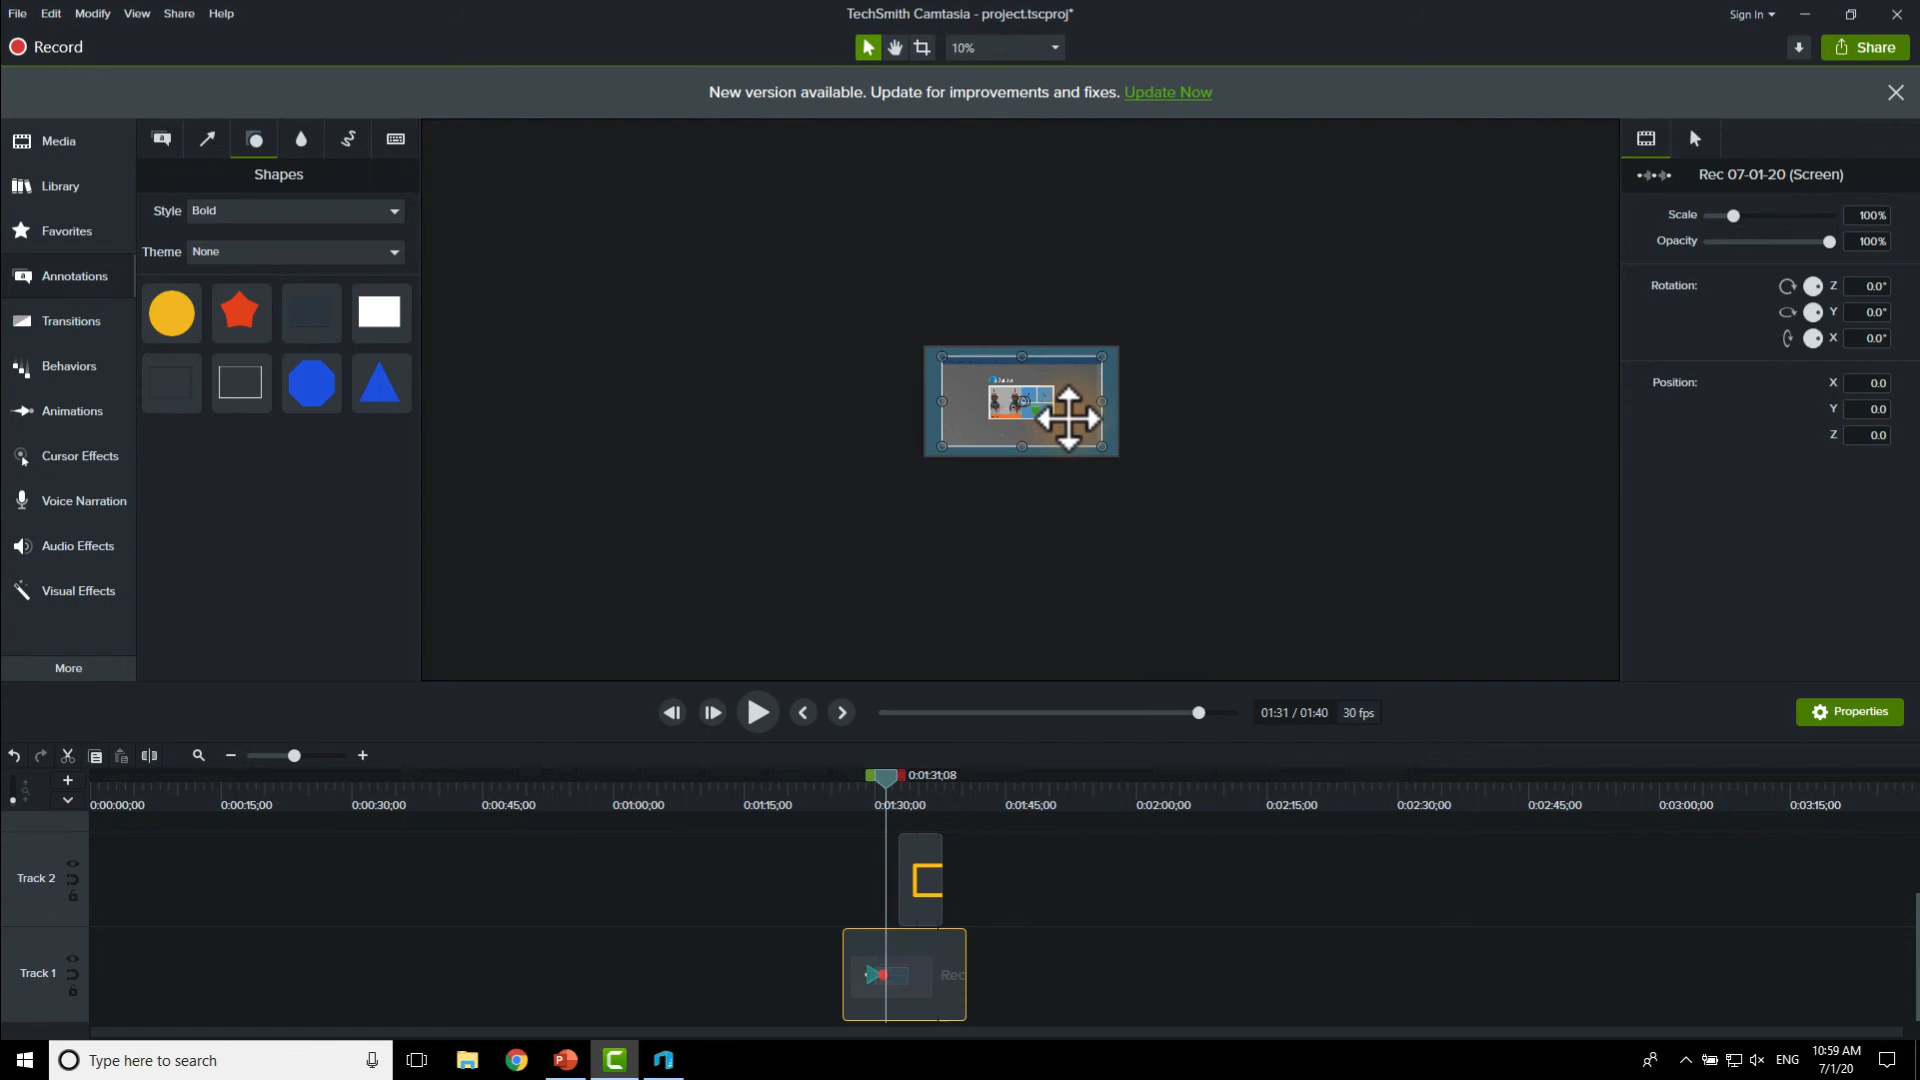 File Edit Modify View Share Help
TechSmith Camtasia - project.tscproj*
Sign In
Record
10%
Share
New version available. Update for improvements and fixes. Update Now
Media
Library
Favorites
Annotations
Transitions
Behaviors
Animations
Cursor Effects
Voice Narration
Audio Effects
Visual Effects
More
Shapes
Style Bold
Theme None
Rec 07-01-20 (Screen)
Scale 100%
Opacity 100%
Rotation: Z 0.0°
Y 0.0°
X 0.0°
Position: X 0.0
Y 0.0
Z 0.0
01:31 / 01:40 30 fps
Properties
0:01:31;08
0:00:00;00 0:00:15;00 0:00:30;00 0:00:45;00 0:01:00;00 0:01:15;00 0:01:30;00 0:01:45;00 0:02:00;00 0:02:15;00 0:02:30;00 0:02:45;00 0:03:00;00 0:03:15;00
Track 2
Track 1
Rec
Type here to search
ENG
10:59 AM
7/1/20